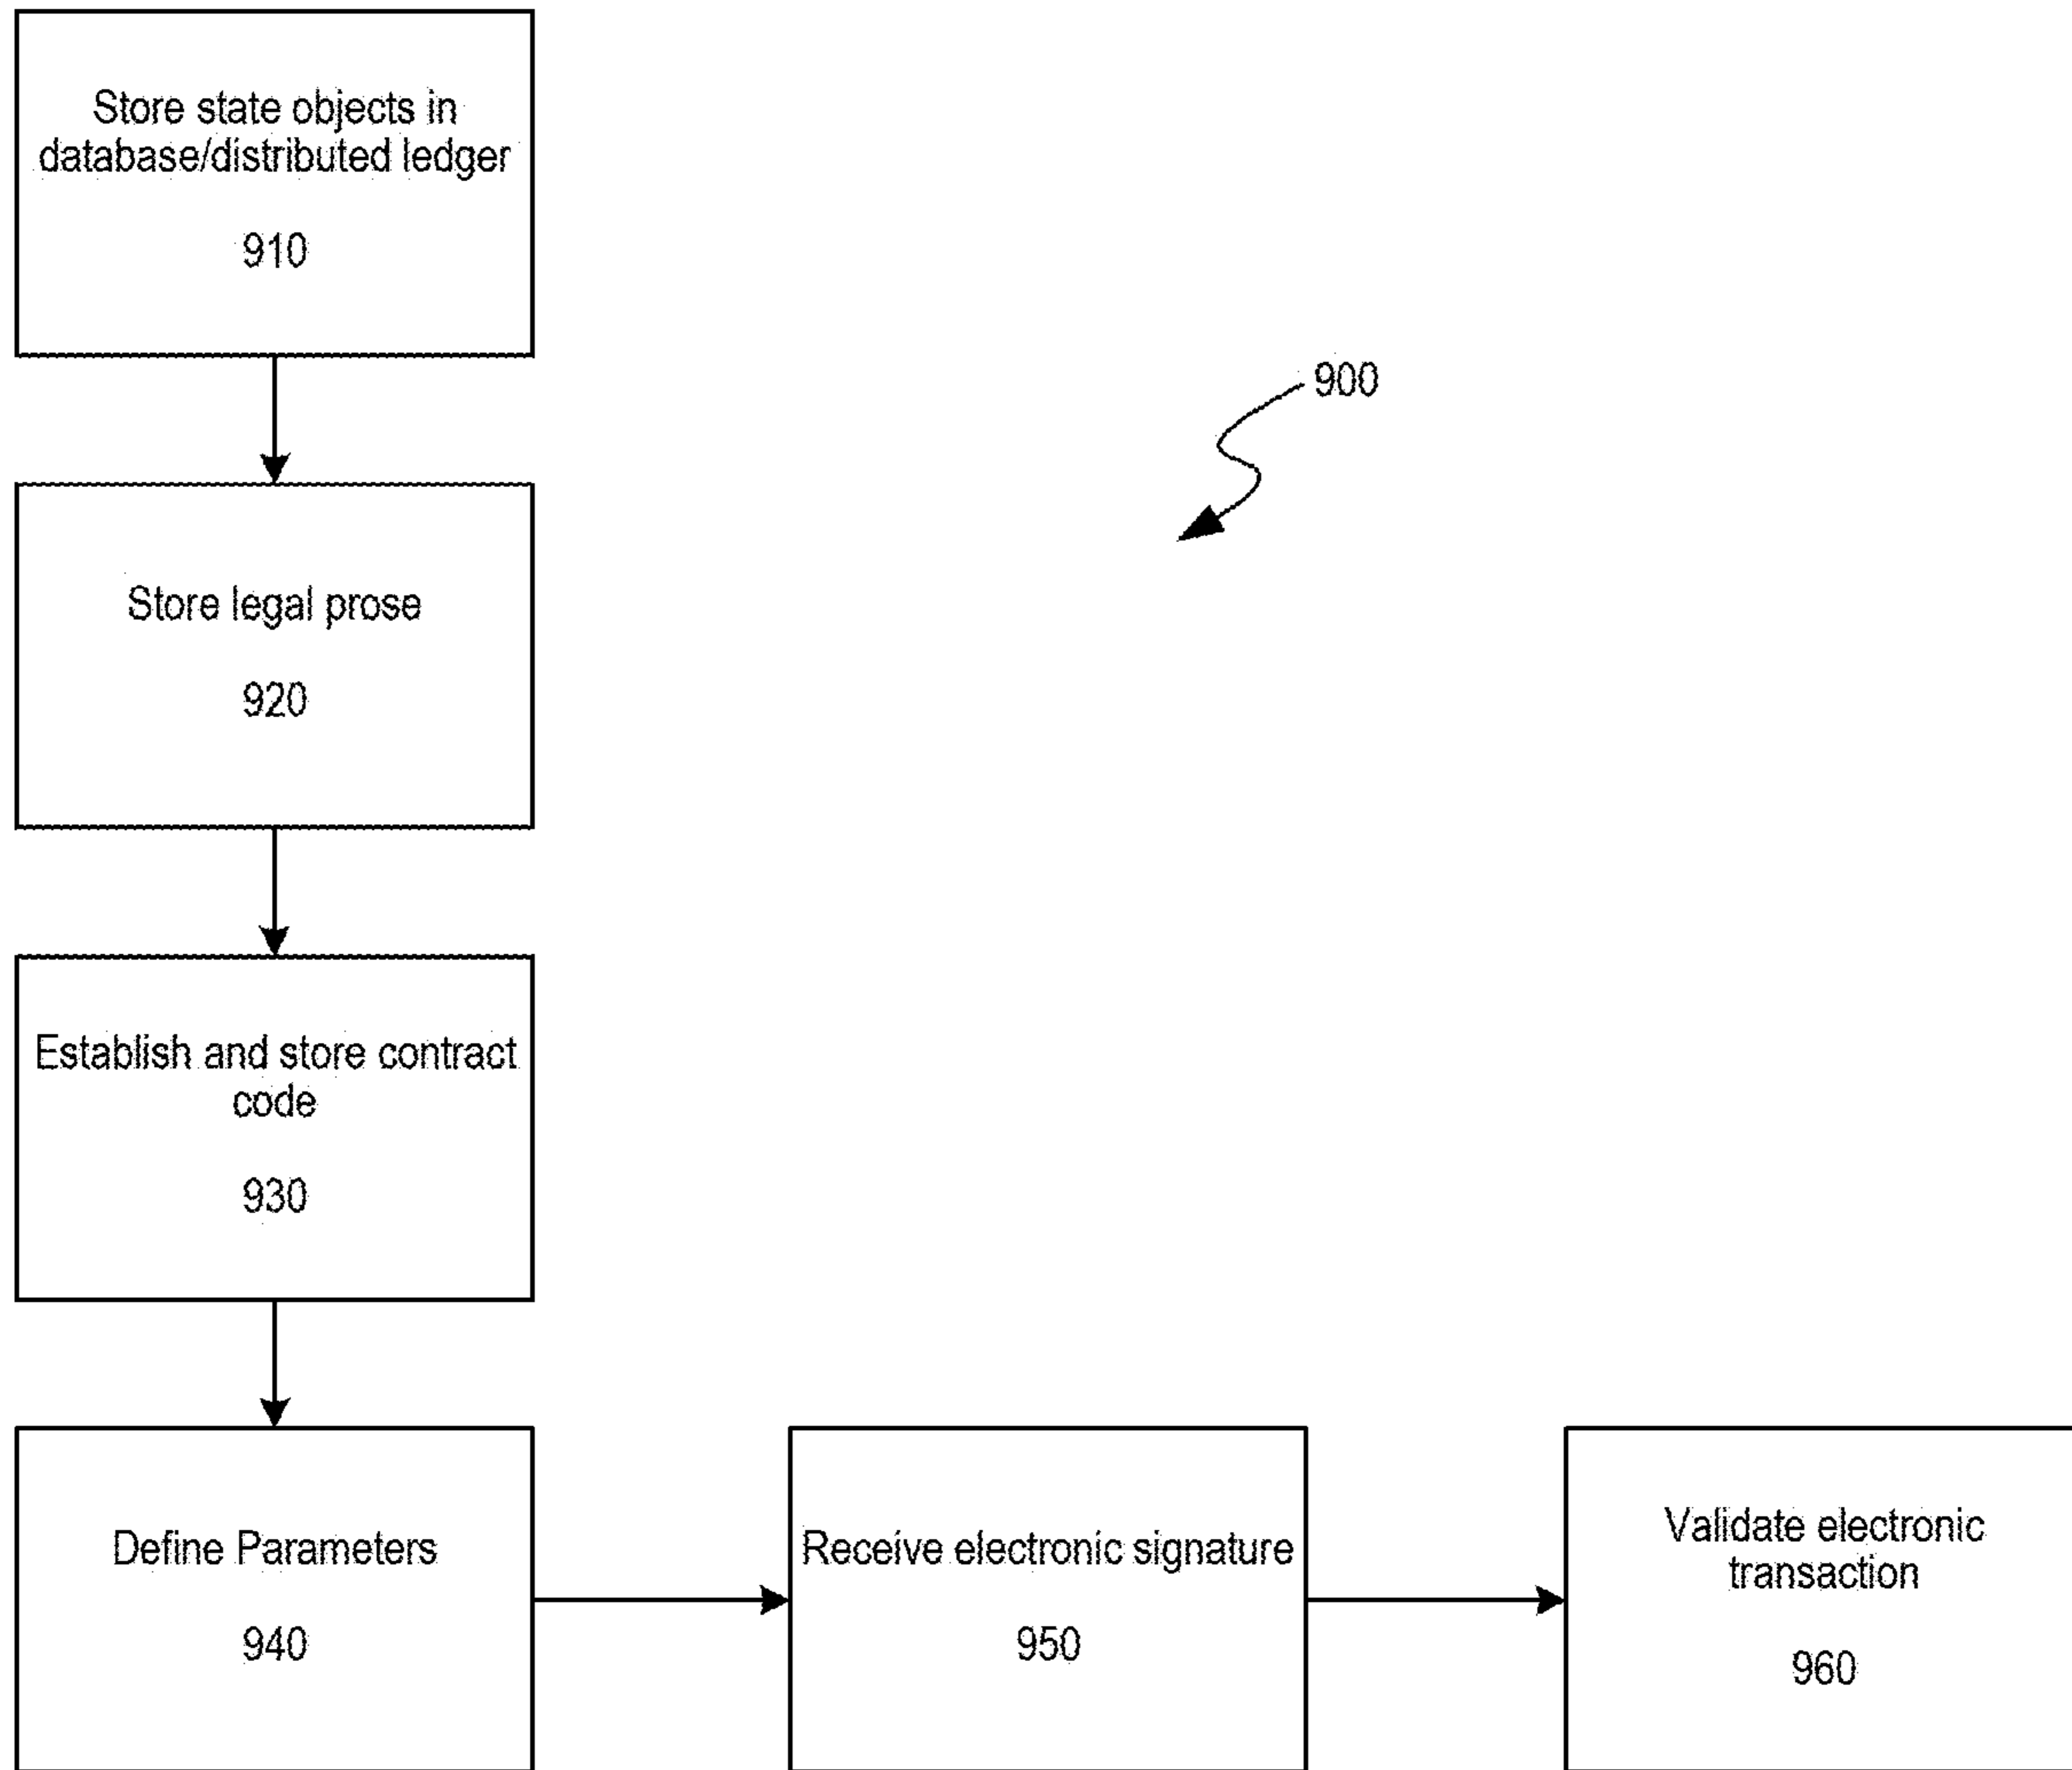 Store state objects in
database/distributed ledger
910
900
Store legal prose
920
Establish and store contract
code
930
Define Parameters
940
Receive electronic signature
950
Validate electronic
transaction
960